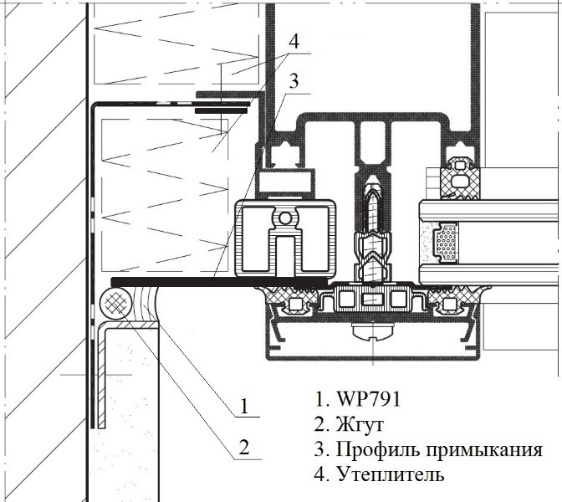 4
3
1
2
1. WP791
2. Жгут
3. Профиль примыкания
4. Утеплитель